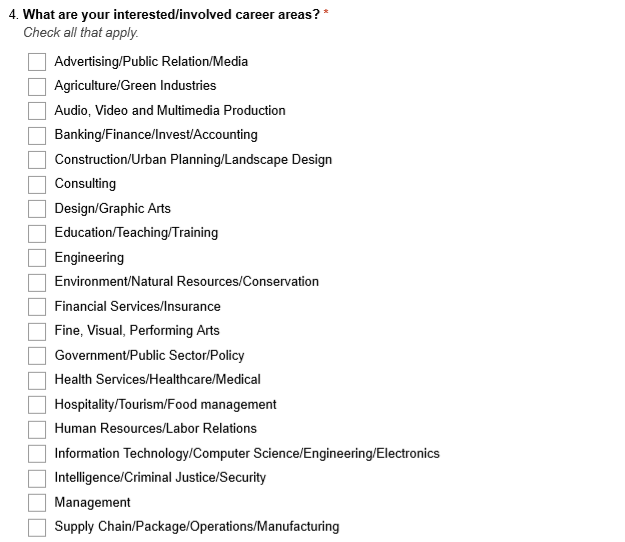 4. What are your interested/involved career areas? *
Check all that apply.
Advertising/Public Relation/Media
Agriculture/Green Industries
Audio, Video and Multimedia Production
Banking/Finance/Invest/Accounting
Construction/Urban Planning/Landscape Design
Consulting
Design/Graphic Arts
Education/Teaching/Training
Engineering
Environment/Natural Resources/Conservation
Financial Services/Insurance
Fine, Visual, Performing Arts
Government/Public Sector/Policy
Health Services/Healthcare/Medical
Hospitality/Tourism/Food management
Human Resources/Labor Relations
Information Technology/Computer Science/Engineering/Electronics
Intelligence/Criminal Justice/Security
Management
Supply Chain/Package/Operations/Manufacturing